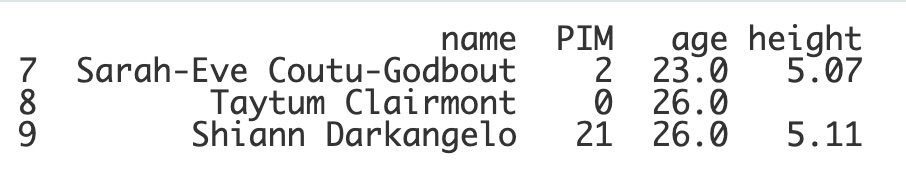 name PIM age height
7 Sarah-Eve Coutu-Godbout 2 23.0 5.07
8 Taytum Clairmont 0 26.0
9 Shiann Darkangelo 21 26.0 5.11